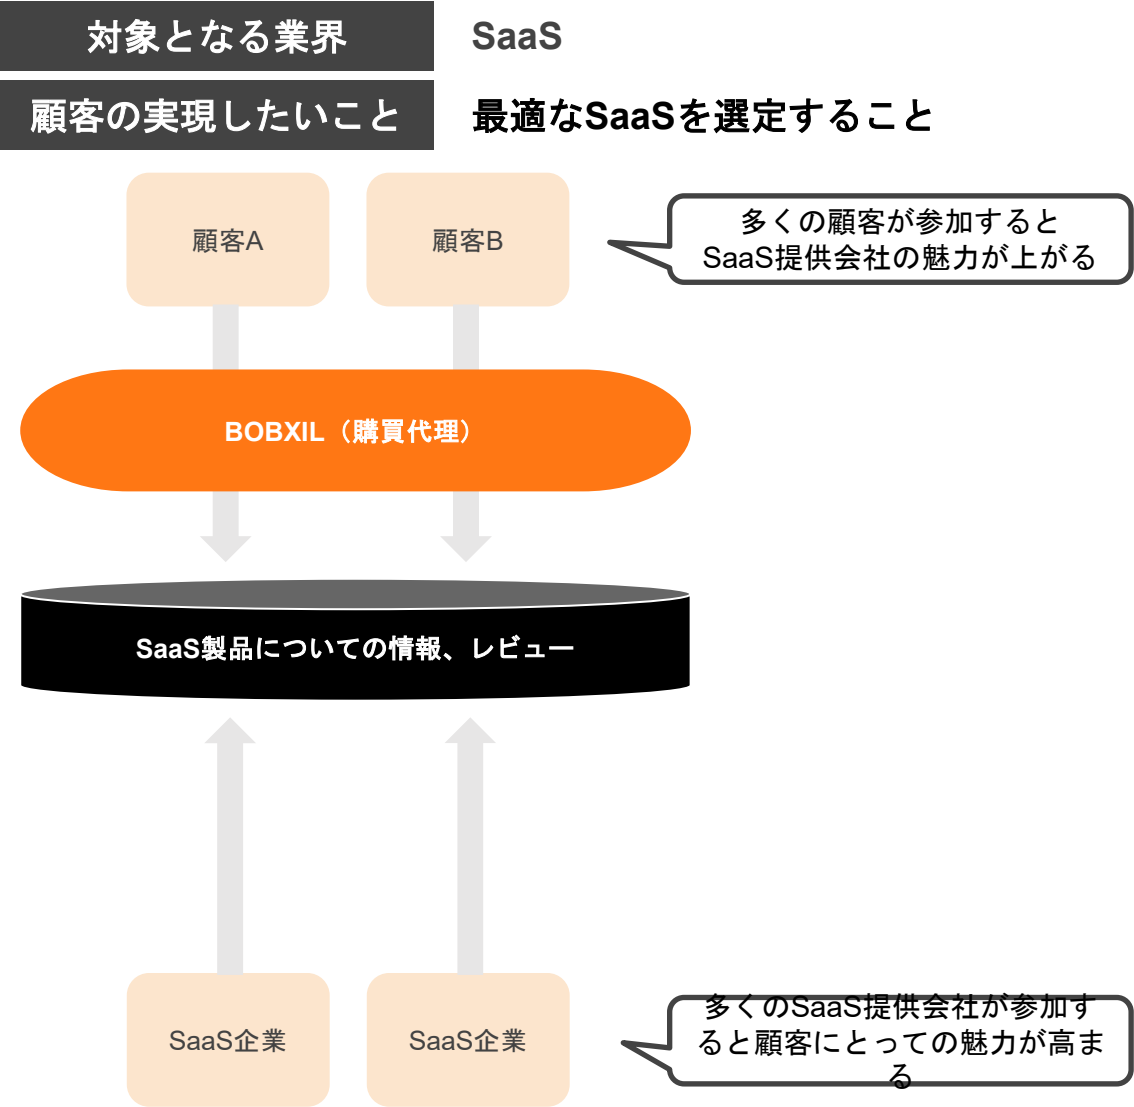 対象となる業界
SaaS
顧客の実現したいこと
最適なSaaSを選定すること
顧客A
顧客B
多くの顧客が参加すると
SaaS提供会社の魅力が上がる
BOBXIL（購買代理）
SaaS製品についての情報、レビュー
SaaS企業
SaaS企業
多くのSaaS提供会社が参加す
ると顧客にとっての魅力が高ま
る